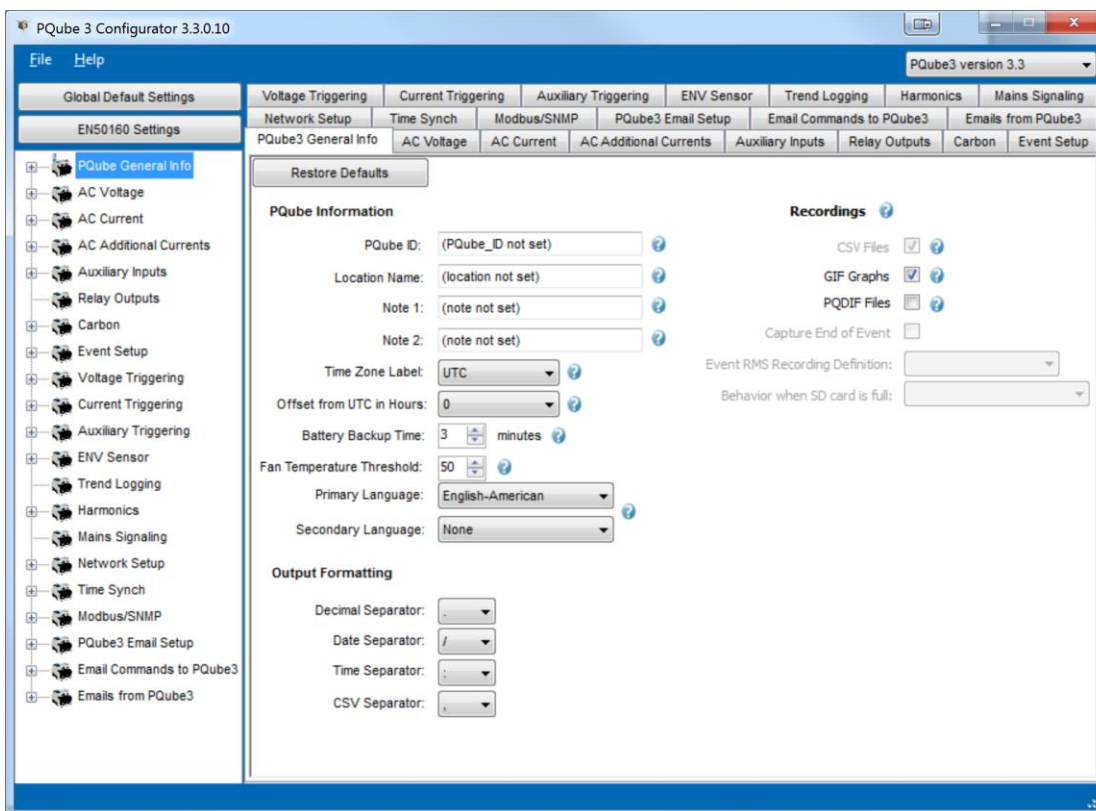 PQube 3 Configurator 3.3.0.10
File Help
PQube3 version 3.3
Global Default Settings
EN50160 Settings
PQube General Info
AC Voltage
AC Current
AC Additional Currents
Auxiliary Inputs
Relay Outputs
Carbon
Event Setup
Voltage Triggering
Current Triggering
Auxiliary Triggering
ENV Sensor
Trend Logging
Harmonics
Mains Signaling
Network Setup
Time Synch
Modbus/SNMP
PQube3 Email Setup
Email Commands to PQube3
Emails from PQube3
Voltage Triggering Current Triggering Auxiliary Triggering ENV Sensor Trend Logging Harmonics Mains Signaling
Network Setup Time Synch Modbus/SNMP PQube3 Email Setup Email Commands to PQube3 Emails from PQube3
PQube3 General Info AC Voltage AC Current AC Additional Currents Auxiliary Inputs Relay Outputs Carbon Event Setup
Restore Defaults
PQube Information
PQube ID: (PQube_ID not set) ?
Location Name: (location not set) ?
Note 1: (note not set) ?
Note 2: (note not set) ?
Time Zone Label: UTC ?
Offset from UTC in Hours: 0 ?
Battery Backup Time: 3 minutes ?
Fan Temperature Threshold: 50 ?
Primary Language: English-American
?
Secondary Language: None
Output Formatting
Decimal Separator: .
Date Separator: /
Time Separator: :
CSV Separator: ,
Recordings ?
CSV Files ?
GIF Graphs ?
PQDIF Files ?
Capture End of Event
Event RMS Recording Definition:
Behavior when SD card is full: